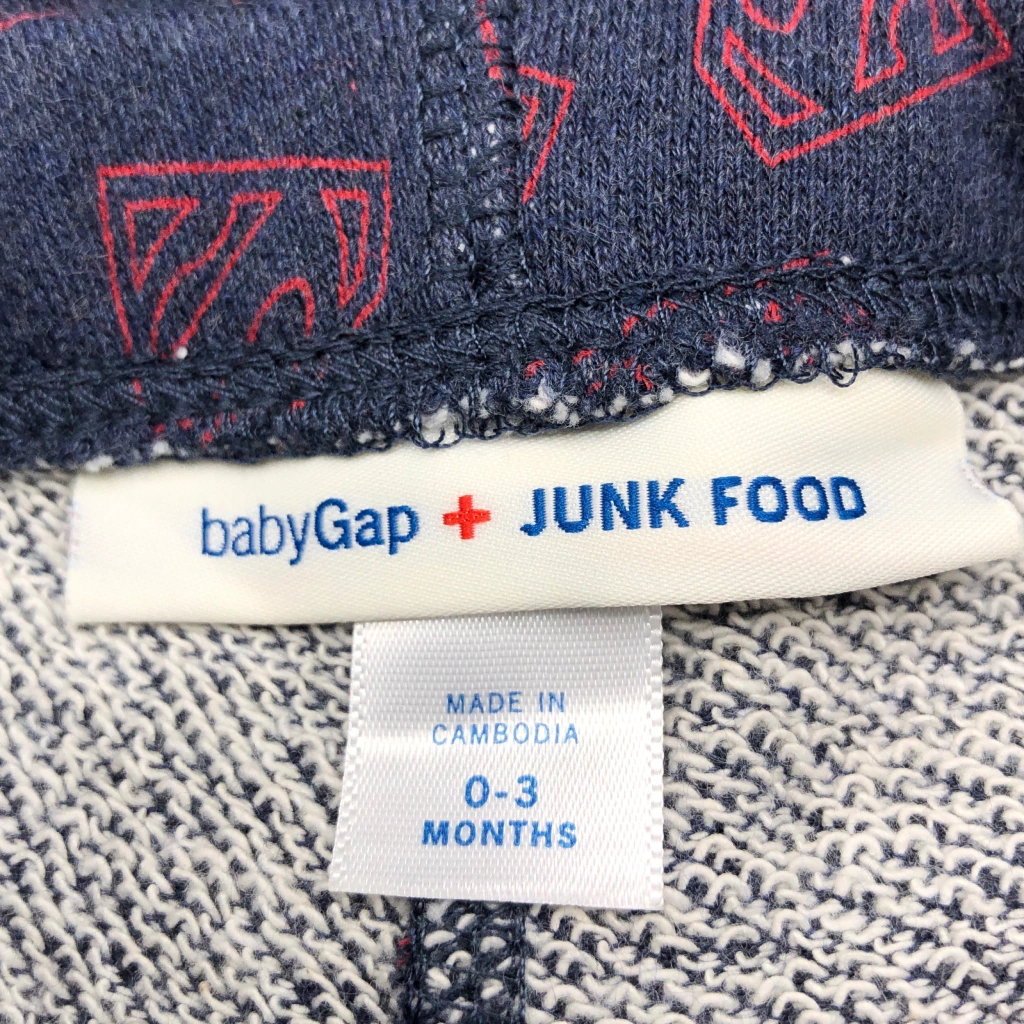 babyGap + JUNK FOOD
MADE IN
CAMBODIA
0-3
MONTHS